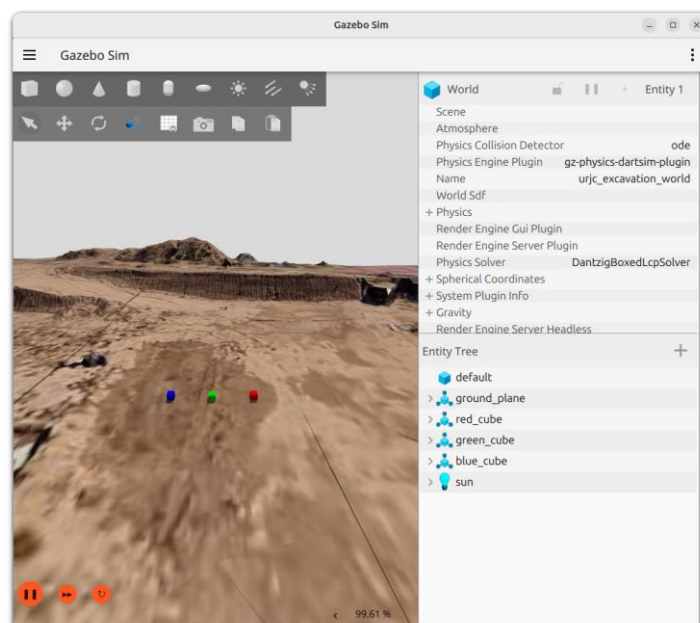 Gazebo Sim
Gazebo Sim
World Entity 1
Scene
Atmosphere
Physics Collision Detector ode
Physics Engine Plugin gz-physics-dartsim-plugin
Name urjc_excavation_world
World Sdf
+ Physics
Render Engine Gui Plugin
Render Engine Server Plugin
Physics Solver DantzigBoxedLcpSolver
+ Spherical Coordinates
+ System Plugin Info
+ Gravity
Render Engine Server Headless
Entity Tree
default
ground_plane
red_cube
green_cube
blue_cube
sun
99.61 %